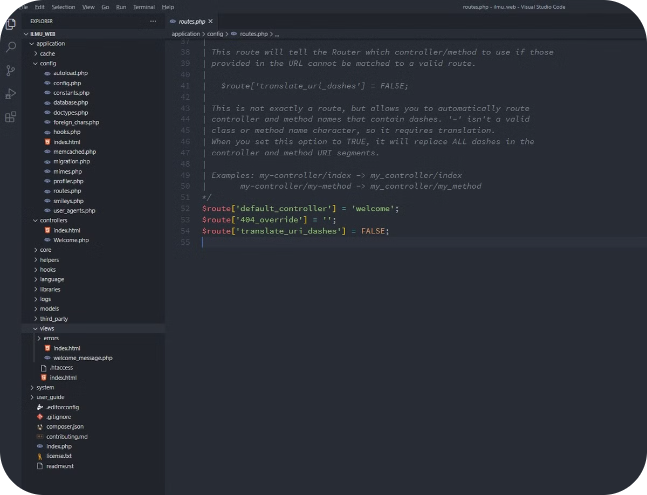 Edit Selection View Go Run Terminal Help
routes.php - ilmu_web - Visual Studio Code
EXPLORER ...
routes.php ×
ILMU_WEB
application > config > routes.php > ...
application
cache
config
autoload.php
config.php
constants.php
database.php
doctypes.php
foreign_chars.php
hooks.php
index.html
memcached.php
migration.php
mimes.php
profiler.php
routes.php
smileys.php
user_agents.php
controllers
index.html
Welcome.php
core
helpers
hooks
language
libraries
logs
models
third_party
views
errors
index.html
welcome_message.php
.htaccess
index.html
system
user_guide
.editorconfig
.gitignore
composer.json
contributing.md
index.php
license.txt
readme.rst
37 |
38 | This route will tell the Router which controller/method to use if those
39 | provided in the URL cannot be matched to a valid route.
40 |
41 | $route['translate_uri_dashes'] = FALSE;
42 |
43 | This is not exactly a route, but allows you to automatically route
44 | controller and method names that contain dashes. '-' isn't a valid
45 | class or method name character, so it requires translation.
46 | When you set this option to TRUE, it will replace ALL dashes in the
47 | controller and method URI segments.
48 |
49 | Examples: my-controller/index -> my_controller/index
50 | my-controller/my-method -> my_controller/my_method
51 */
52 $route['default_controller'] = 'welcome';
53 $route['404_override'] = '';
54 $route['translate_uri_dashes'] = FALSE;
55